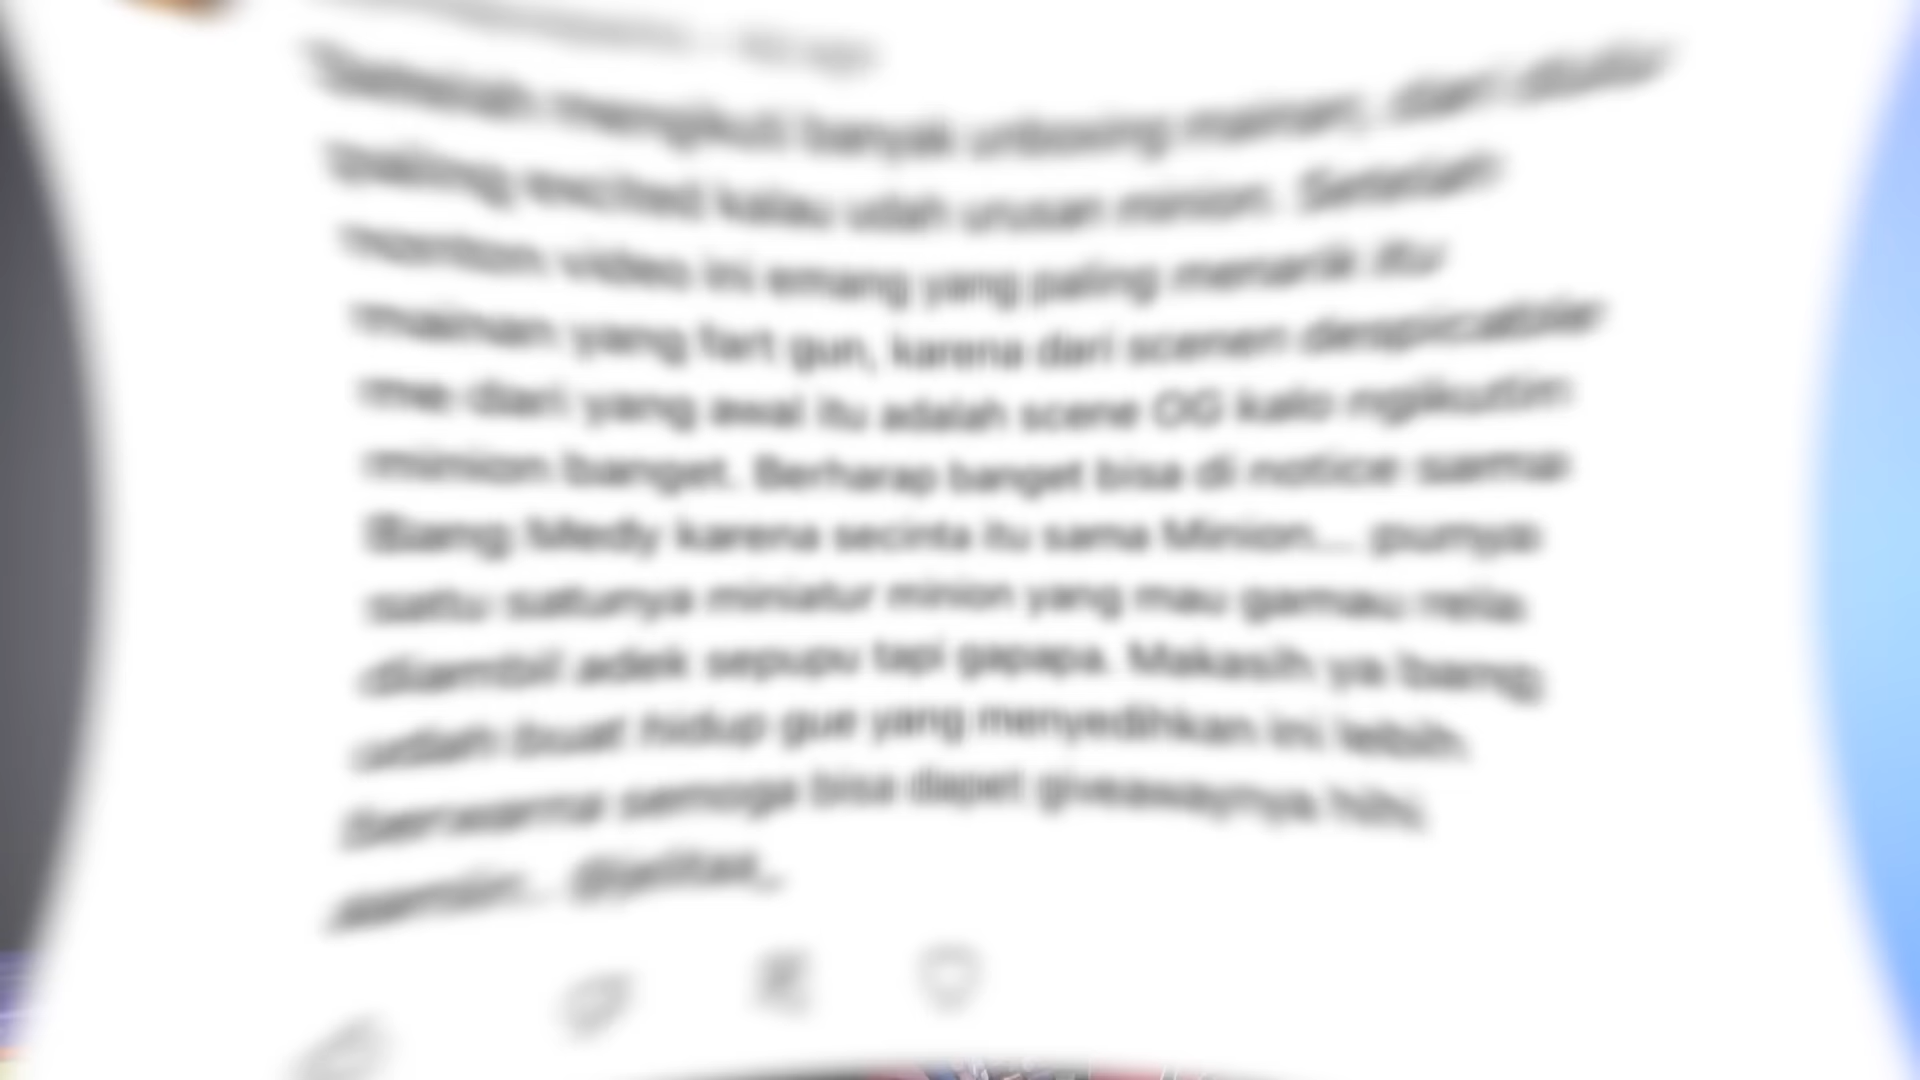 Setelah mengikuti banyak unboxing mainan, dari dulu
paling excited kalau udah urusan minion. Setelah
nonton video ini emang yang paling menarik itu
mainan yang fart gun, karena dari scenen despicable
me dari yang awal itu adalah scene OG kalo ngikutin
minion banget. Berharap banget bisa di notice sama
Bang Medy karena secinta itu sama Minion... punya
satu satunya miniatur minion yang mau gamau rela
diambil adek sepupu tapi gapapa. Makasih ya bang
udah buat hidup gue yang menyedihkan ini lebih
Berwarna semoga bisa dapet giveawaynya hihi,
aamiin..